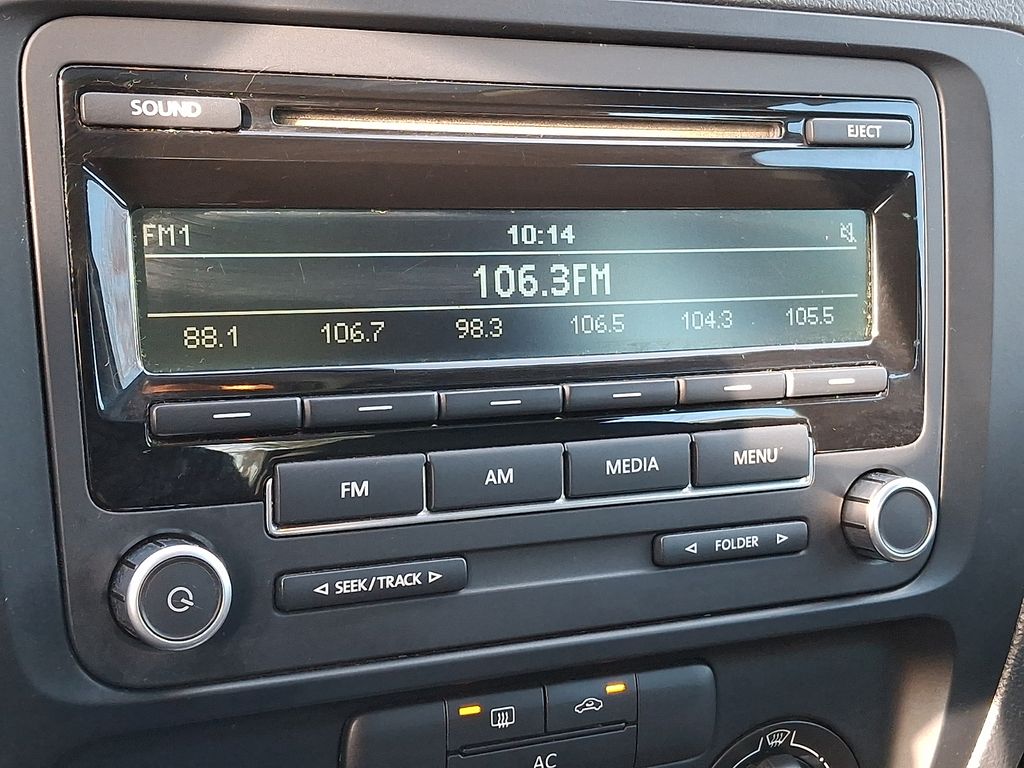 SOUND
EJECT
FM1 10:14
106.3FM
88.1 106.7 98.3 106.5 104.3 105.5
FM AM MEDIA MENU
SEEK/TRACK
FOLDER
AC